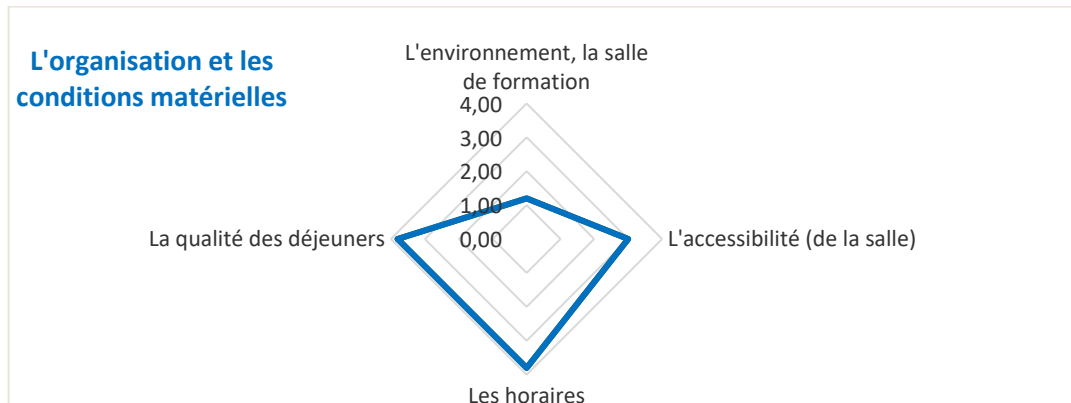 L'organisation et les
conditions matérielles
L'environnement, la salle
de formation
4,00
3,00
2,00
1,00
0,00
La qualité des déjeuners
L'accessibilité (de la salle)
Les horaires